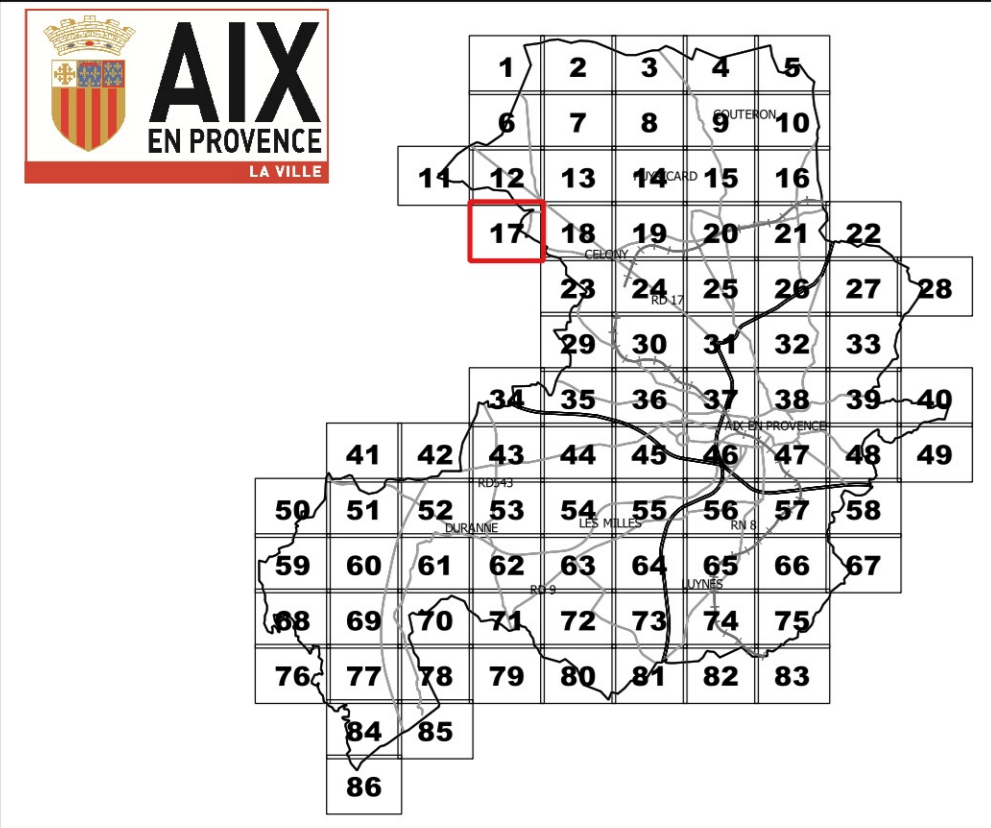 AIX
EN PROVENCE
LA VILLE
1 2 3 4 5
6 7 8 9 10
COUTERON
11 12 13 14 15 16
PUYRICARD
17 18 19 20 21 22
CELONY
23 24 25 26 27 28
RD 17
29 30 31 32 33
34 35 36 37 38 39 40
AIX EN PROVENCE
41 42 43 44 45 46 47 48 49
RD543
50 51 52 53 54 55 56 57 58
DURANNE LES MILLES RN 8
59 60 61 62 63 64 65 66 67
RD 9 LUYNES
68 69 70 71 72 73 74 75
76 77 78 79 80 81 82 83
84 85
86